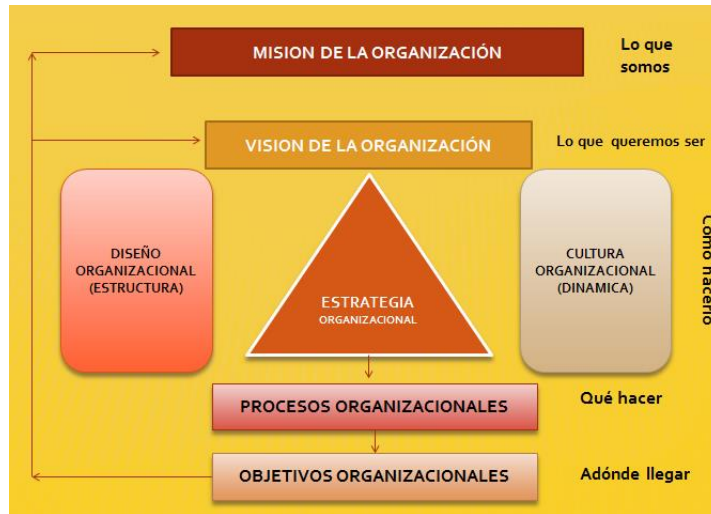 MISION DE LA ORGANIZACIÓN
Lo que
somos
VISION DE LA ORGANIZACIÓN
Lo que queremos ser
DISEÑO
ORGANIZACIONAL
(ESTRUCTURA)
ESTRATEGIA
ORGANIZACIONAL
CULTURA
ORGANIZACIONAL
(DINAMICA)
Como hacerlo
PROCESOS ORGANIZACIONALES
Qué hacer
OBJETIVOS ORGANIZACIONALES
Adónde llegar